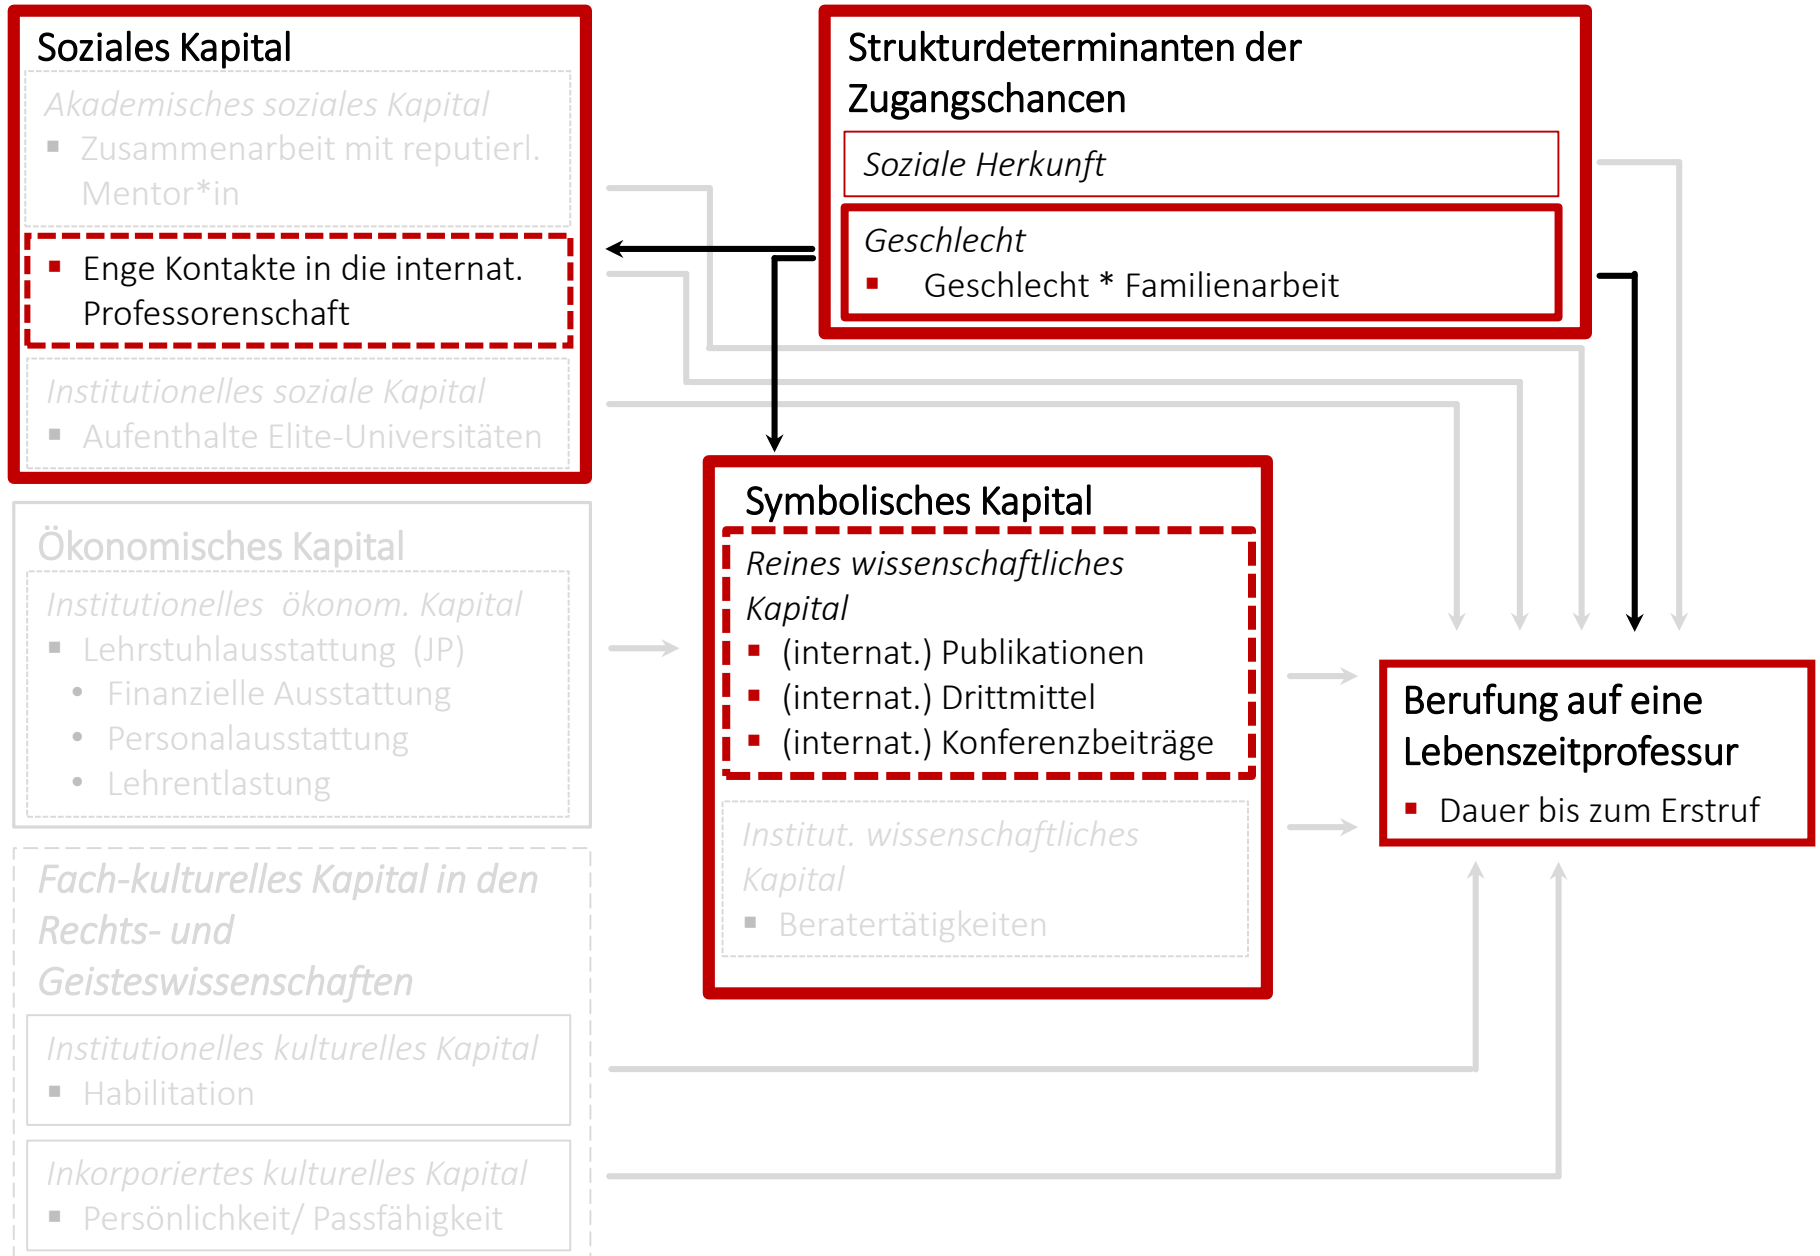 Soziales Kapital
Akademisches soziales Kapital
▪ Zusammenarbeit mit reputierl.
Mentor*in
▪ Enge Kontakte in die internat.
Professorenschaft
Institutionelles soziale Kapital
▪ Aufenthalte Elite-Universitäten
Strukturdeterminanten der
Zugangschancen
Soziale Herkunft
Geschlecht
▪ Geschlecht * Familienarbeit
Ökonomisches Kapital
Institutionelles ökonom. Kapital
▪ Lehrstuhlausstattung (JP)
• Finanzielle Ausstattung
• Personalausstattung
• Lehrentlastung
Symbolisches Kapital
Reines wissenschaftliches
Kapital
▪ (internat.) Publikationen
▪ (internat.) Drittmittel
▪ (internat.) Konferenzbeiträge
Institut. wissenschaftliches
Kapital
▪ Beratertätigkeiten
Berufung auf eine
Lebenszeitprofessur
▪ Dauer bis zum Erstruf
Fach-kulturelles Kapital in den
Rechts- und
Geisteswissenschaften
Institutionelles kulturelles Kapital
▪ Habilitation
Inkorporiertes kulturelles Kapital
▪ Persönlichkeit/ Passfähigkeit